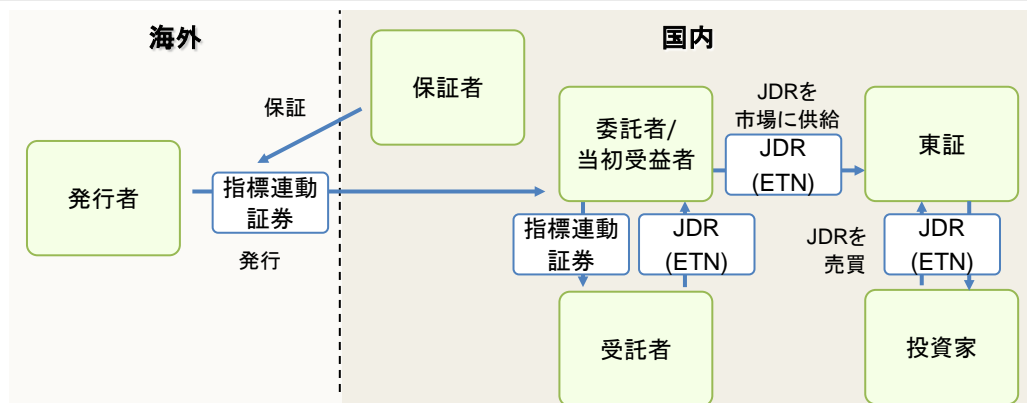 海外
国内
保証者
保証
発行者
指標連動
証券
発行
委託者/
当初受益者
JDRを
市場に供給
JDR
(ETN)
東証
指標連動
証券
JDR
(ETN)
JDRを
売買
JDR
(ETN)
受託者
投資家